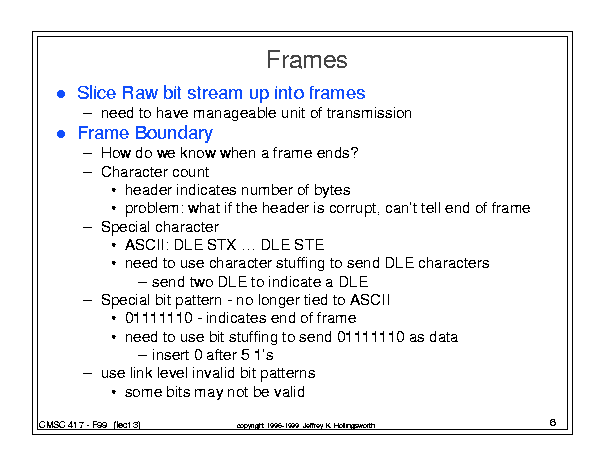 Frames
● Slice Raw bit stream up into frames
– need to have manageable unit of transmission
● Frame Boundary
– How do we know when a frame ends?
– Character count
• header indicates number of bytes
• problem: what if the header is corrupt, can't tell end of frame
– Special character
• ASCII: DLE STX … DLE STE
• need to use character stuffing to send DLE characters
– send two DLE to indicate a DLE
– Special bit pattern - no longer tied to ASCII
• 01111110 - indicates end of frame
• need to use bit stuffing to send 01111110 as data
– insert 0 after 5 1's
– use link level invalid bit patterns
• some bits may not be valid
CMSC 417 - F99 (lect 3)
copyright 1996-1999 Jeffrey K. Hollingsworth
6